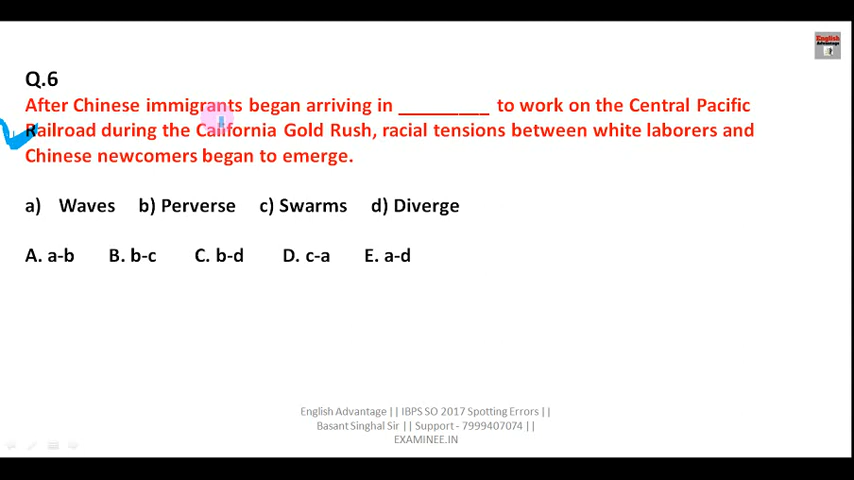 English
Advantage
Q.6
After Chinese immigrants began arriving in _________ to work on the Central Pacific
Railroad during the California Gold Rush, racial tensions between white laborers and
Chinese newcomers began to emerge.
a) Waves b) Perverse c) Swarms d) Diverge
A. a-b B. b-c C. b-d D. c-a E. a-d
English Advantage || IBPS SO 2017 Spotting Errors ||
Basant Singhal Sir || Support - 7999407074 ||
EXAMINEE.IN